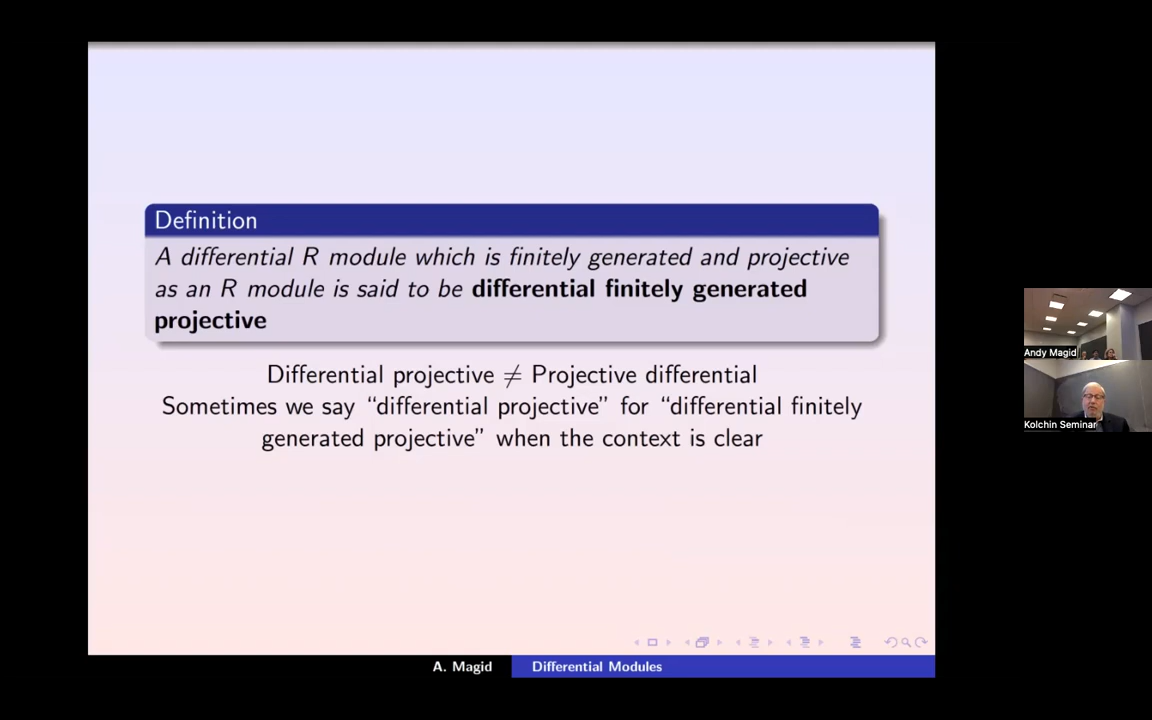 Definition
A differential R module which is finitely generated and projective
as an R module is said to be differential finitely generated
projective
Differential projective ≠ Projective differential
Sometimes we say “differential projective” for “differential finitely
generated projective” when the context is clear
A. Magid
Differential Modules
Andy Magid
Kolchin Seminar